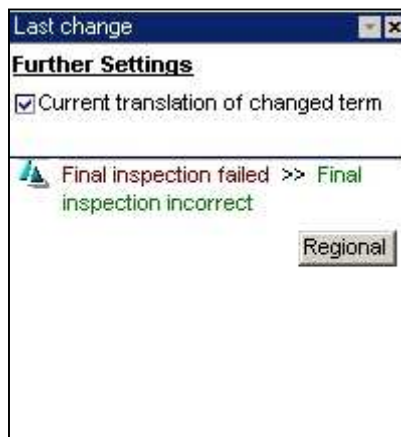 Last change
Further Settings
Current translation of changed term
Final inspection failed >> Final
inspection incorrect
Regional